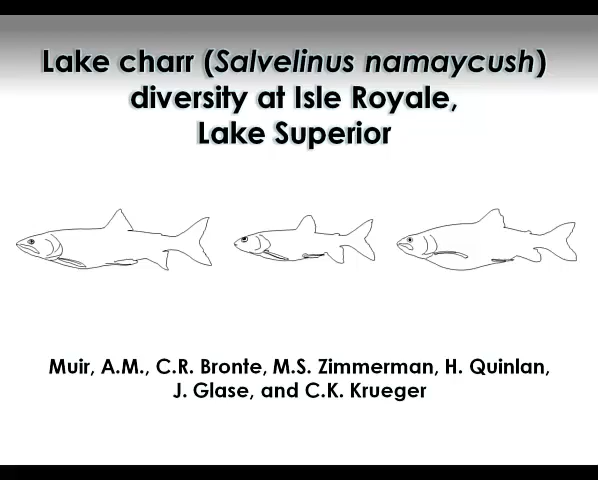 Lake charr (Salvelinus namaycush)
diversity at Isle Royale,
Lake Superior
Muir, A.M., C.R. Bronte, M.S. Zimmerman, H. Quinlan,
J. Glase, and C.K. Krueger